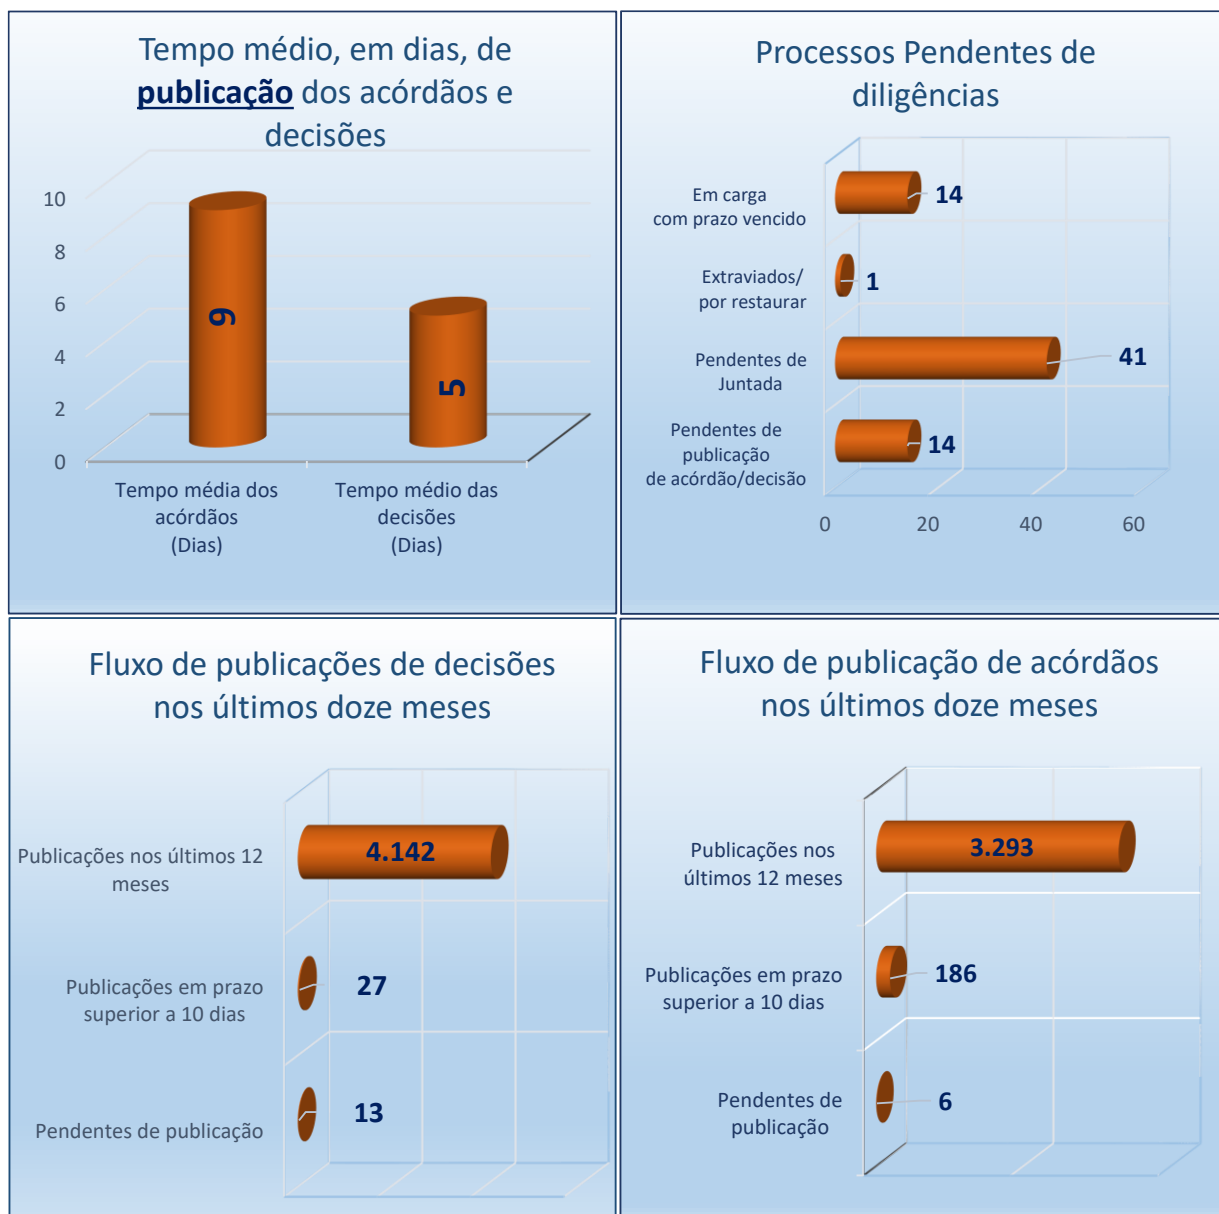 Tempo médio, em dias, de
publicação dos acórdãos e
decisões
10
8
6
4
2
0
9
5
Tempo média dos
acórdãos
(Dias)
Tempo médio das
decisões
(Dias)
Processos Pendentes de
diligências
Em carga
com prazo vencido
14
Extraviados/
por restaurar
1
Pendentes de
Juntada
41
Pendentes de
publicação
de acórdão/decisão
14
0 20 40 60
Fluxo de publicações de decisões
nos últimos doze meses
Publicações nos últimos 12
meses
4.142
Publicações em prazo
superior a 10 dias
27
Pendentes de publicação
13
Fluxo de publicação de acórdãos
nos últimos doze meses
Publicações nos
últimos 12 meses
3.293
Publicações em prazo
superior a 10 dias
186
Pendentes de
publicação
6